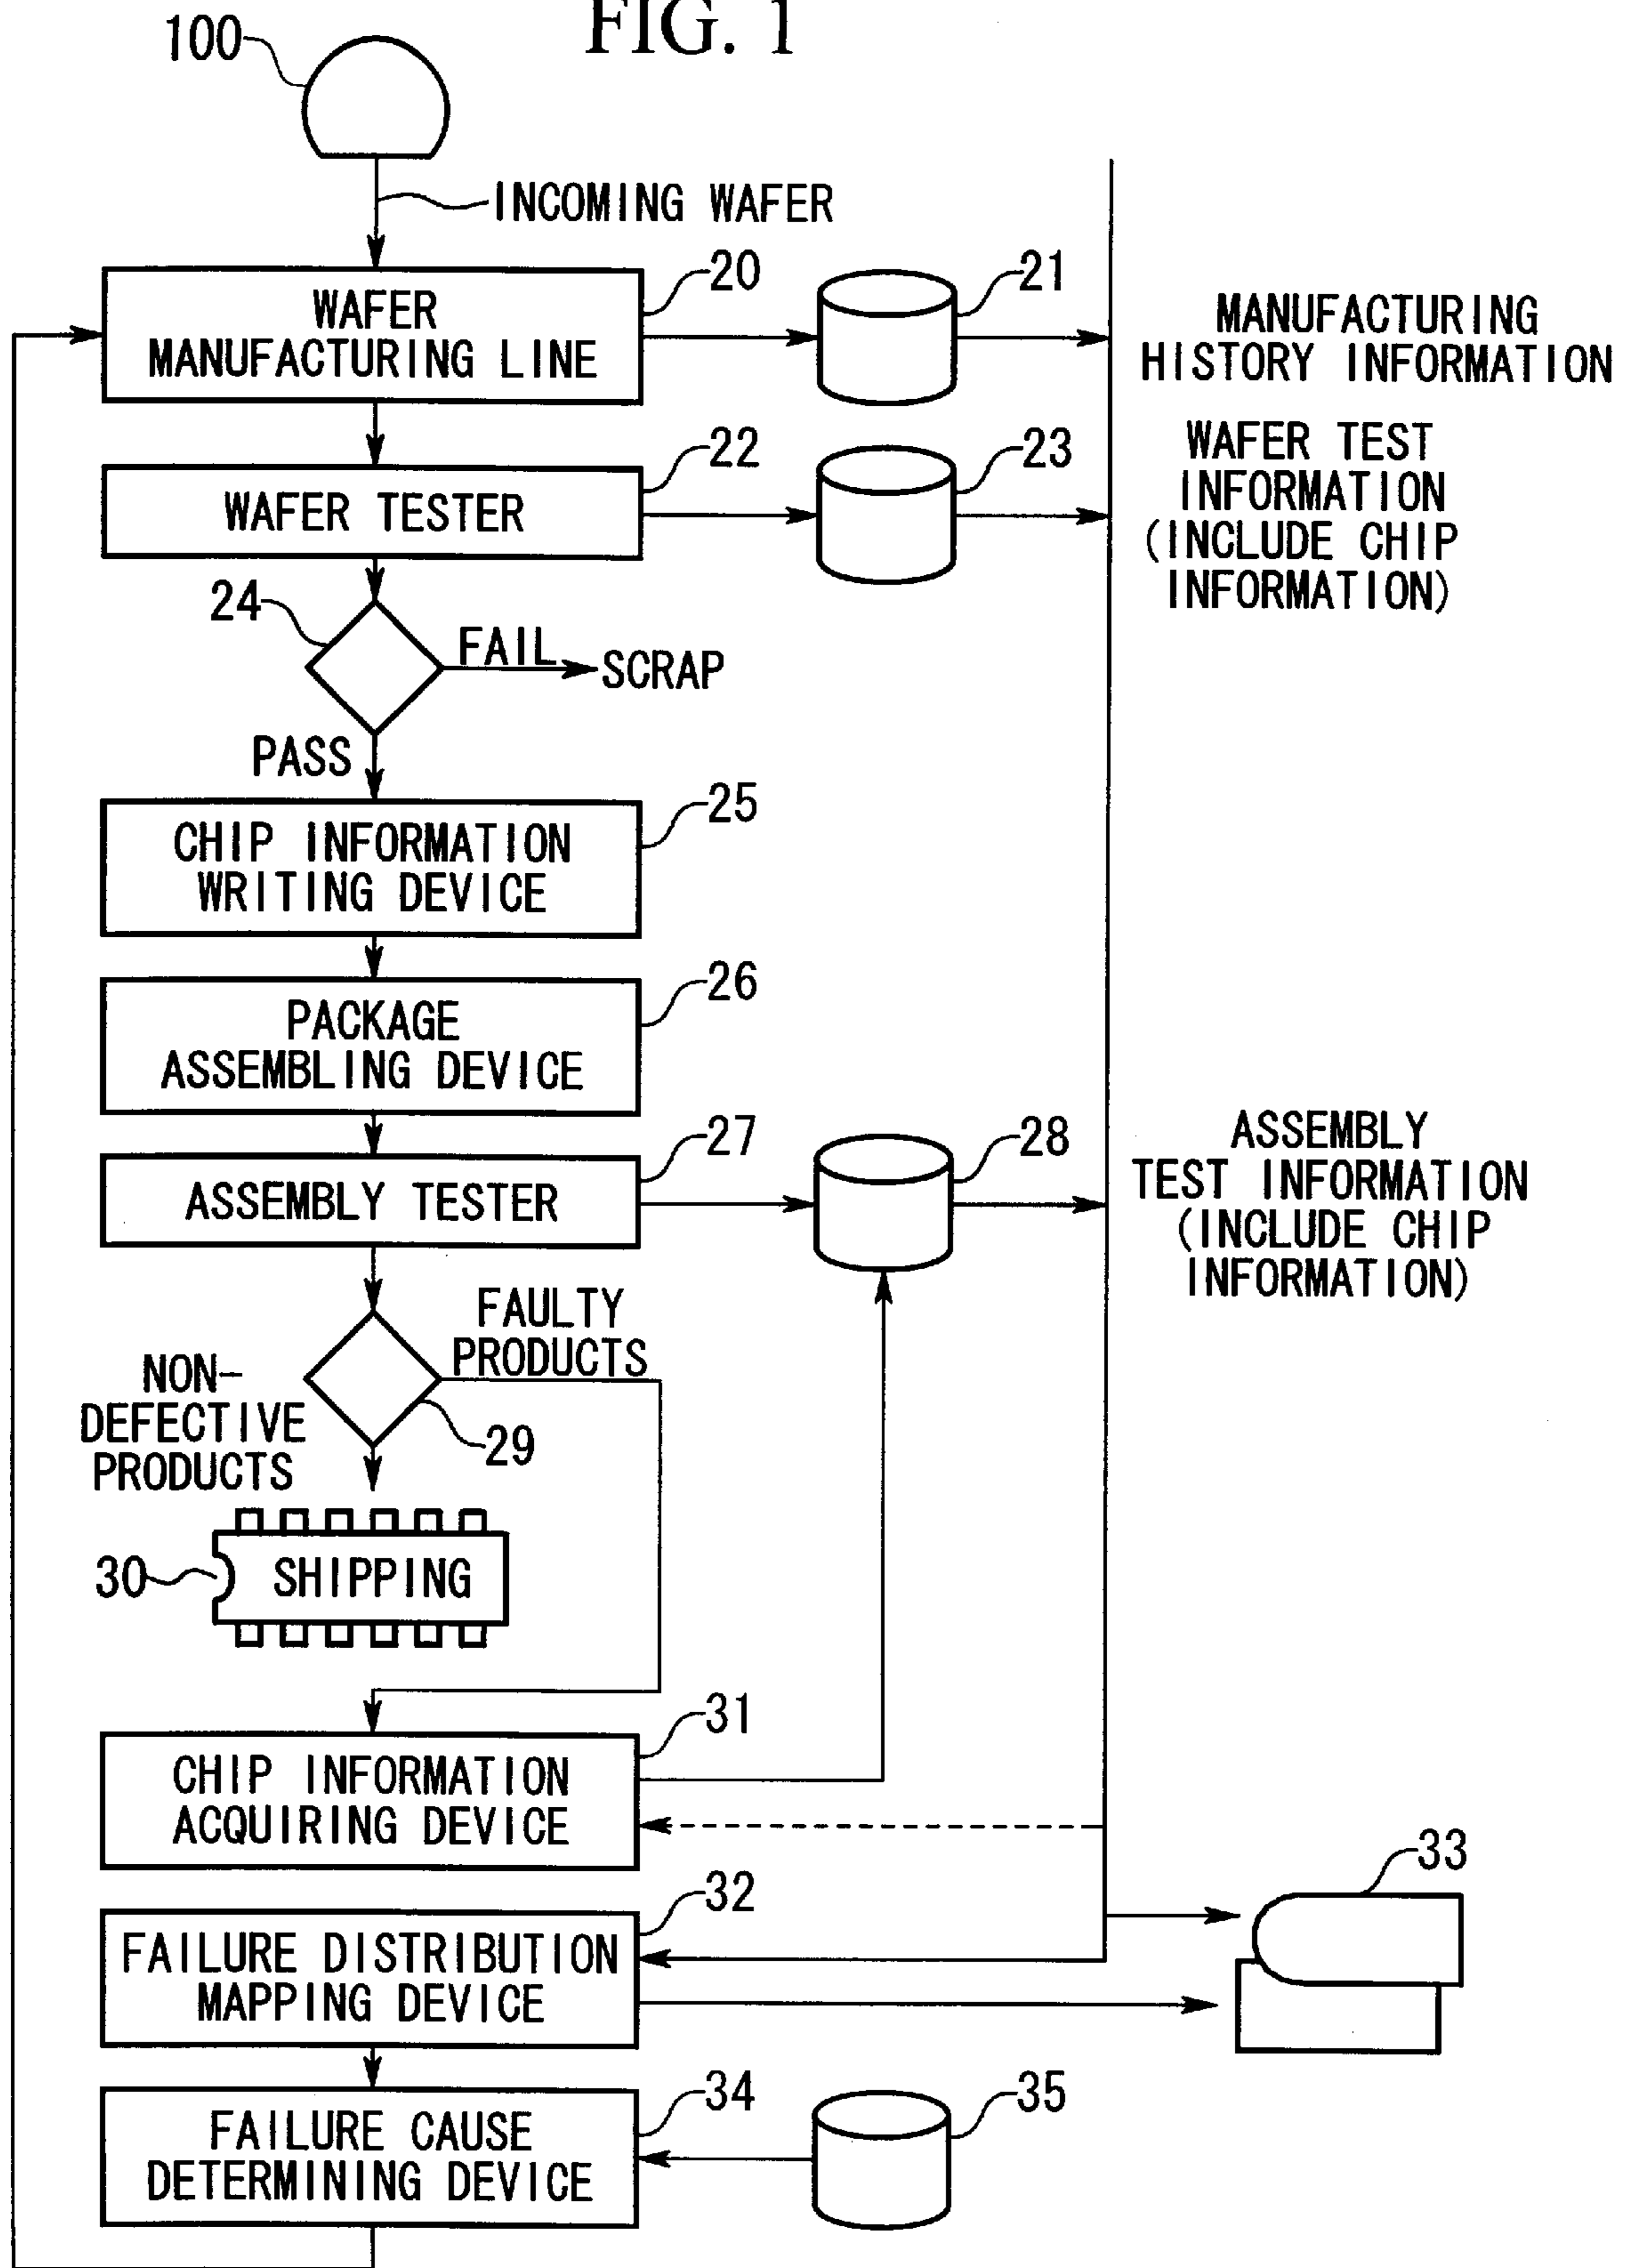 FIG. 1
100
INCOMING WAFER
20
21
WAFER
MANUFACTURING LINE
MANUFACTURING
HISTORY INFORMATION
22
23
WAFER TESTER
WAFER TEST
INFORMATION
(INCLUDE CHIP
INFORMATION)
24
FAIL
SCRAP
PASS
25
CHIP INFORMATION
WRITING DEVICE
26
PACKAGE
ASSEMBLING DEVICE
27
28
ASSEMBLY TESTER
ASSEMBLY
TEST INFORMATION
(INCLUDE CHIP
INFORMATION)
FAULTY
PRODUCTS
NON-
DEFECTIVE
PRODUCTS
29
30
SHIPPING
31
CHIP INFORMATION
ACQUIRING DEVICE
32
33
FAILURE DISTRIBUTION
MAPPING DEVICE
34
35
FAILURE CAUSE
DETERMINING DEVICE